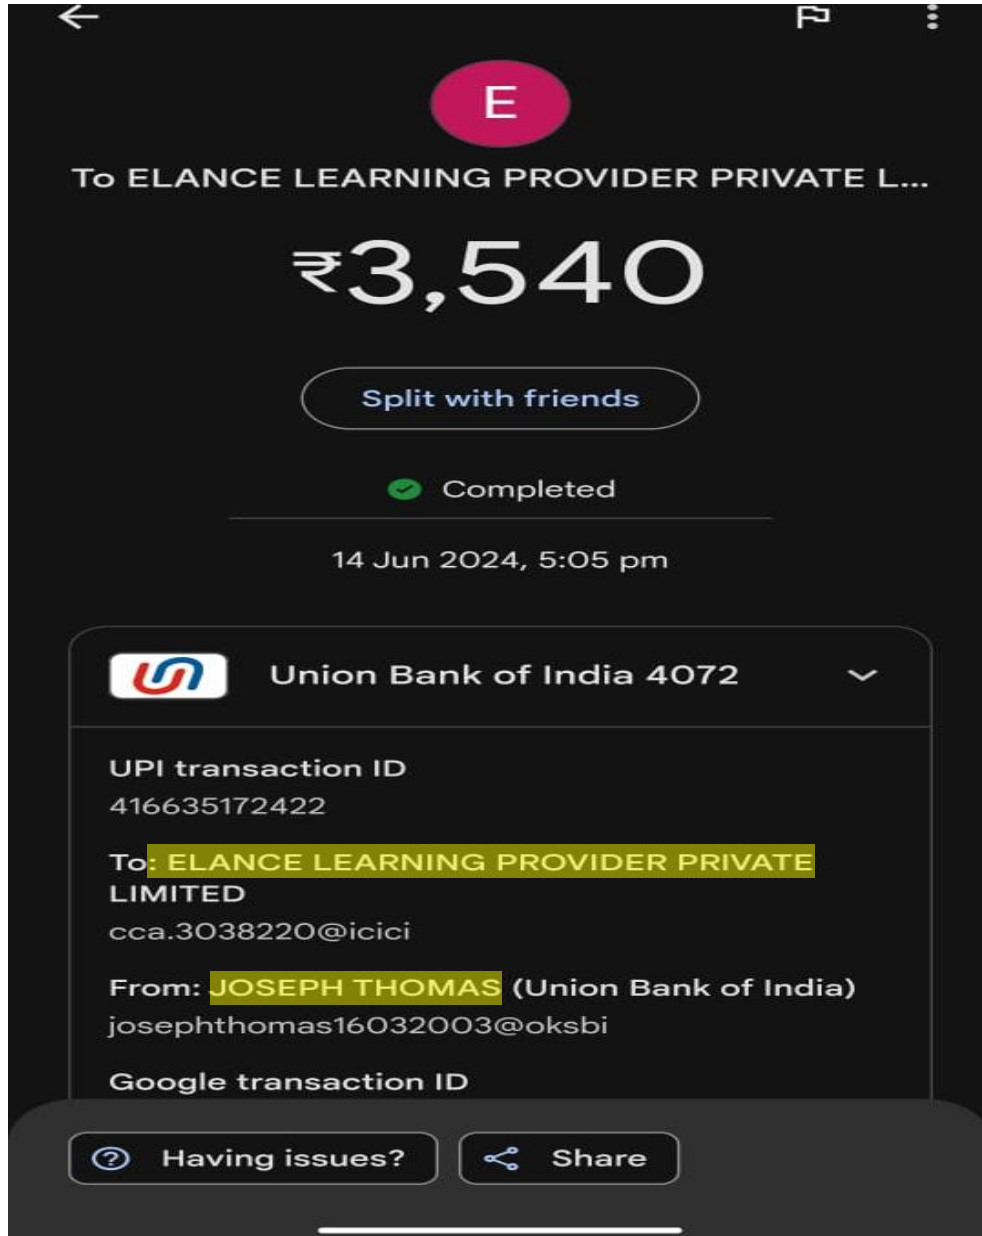 E
To ELANCE LEARNING PROVIDER PRIVATE L...
₹3,540
Split with friends
Completed
14 Jun 2024, 5:05 pm
Union Bank of India 4072
UPI transaction ID
416635172422
To: ELANCE LEARNING PROVIDER PRIVATE
LIMITED
cca.3038220@icici
From: JOSEPH THOMAS (Union Bank of India)
josephthomas16032003@oksbi
Google transaction ID
Having issues?
Share